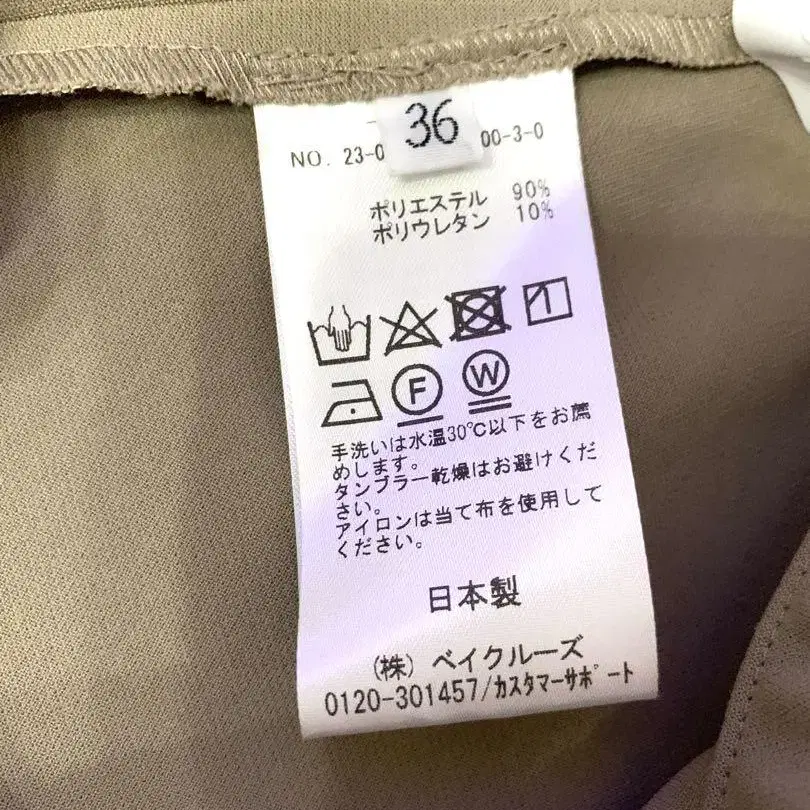 36
NO. 23-0 00-3-0
ポリエステル 90%
ポリウレタン 10%
F W
手洗いは水温30℃以下をお薦
めします。
タンブラー乾燥はお避けくだ
さい。
アイロンは当て布を使用して
ください。
日本製
(株) ベイクルーズ
0120-301457/カスタマーサポート